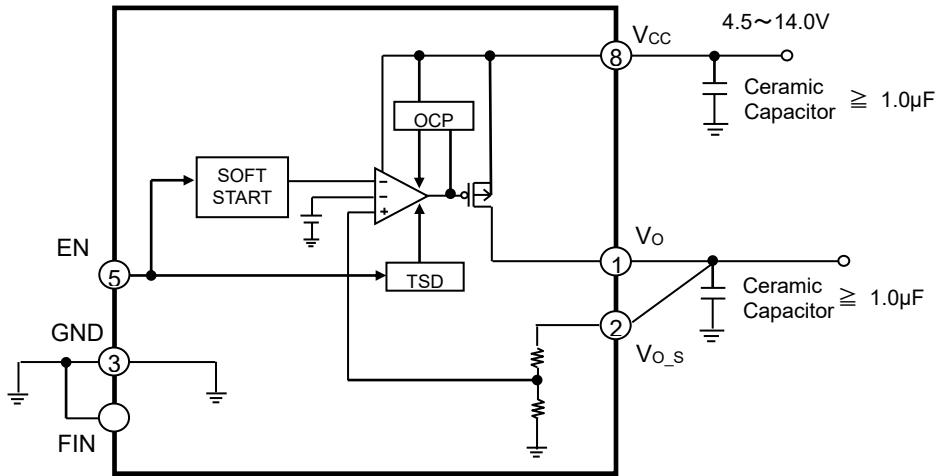 4.5～14.0V
VCC
8
Ceramic
Capacitor ≧ 1.0µF
OCP
SOFT
START
−
−
+
EN
5
TSD
VO
1
Ceramic
Capacitor ≧ 1.0µF
2
VO_S
GND
3
FIN